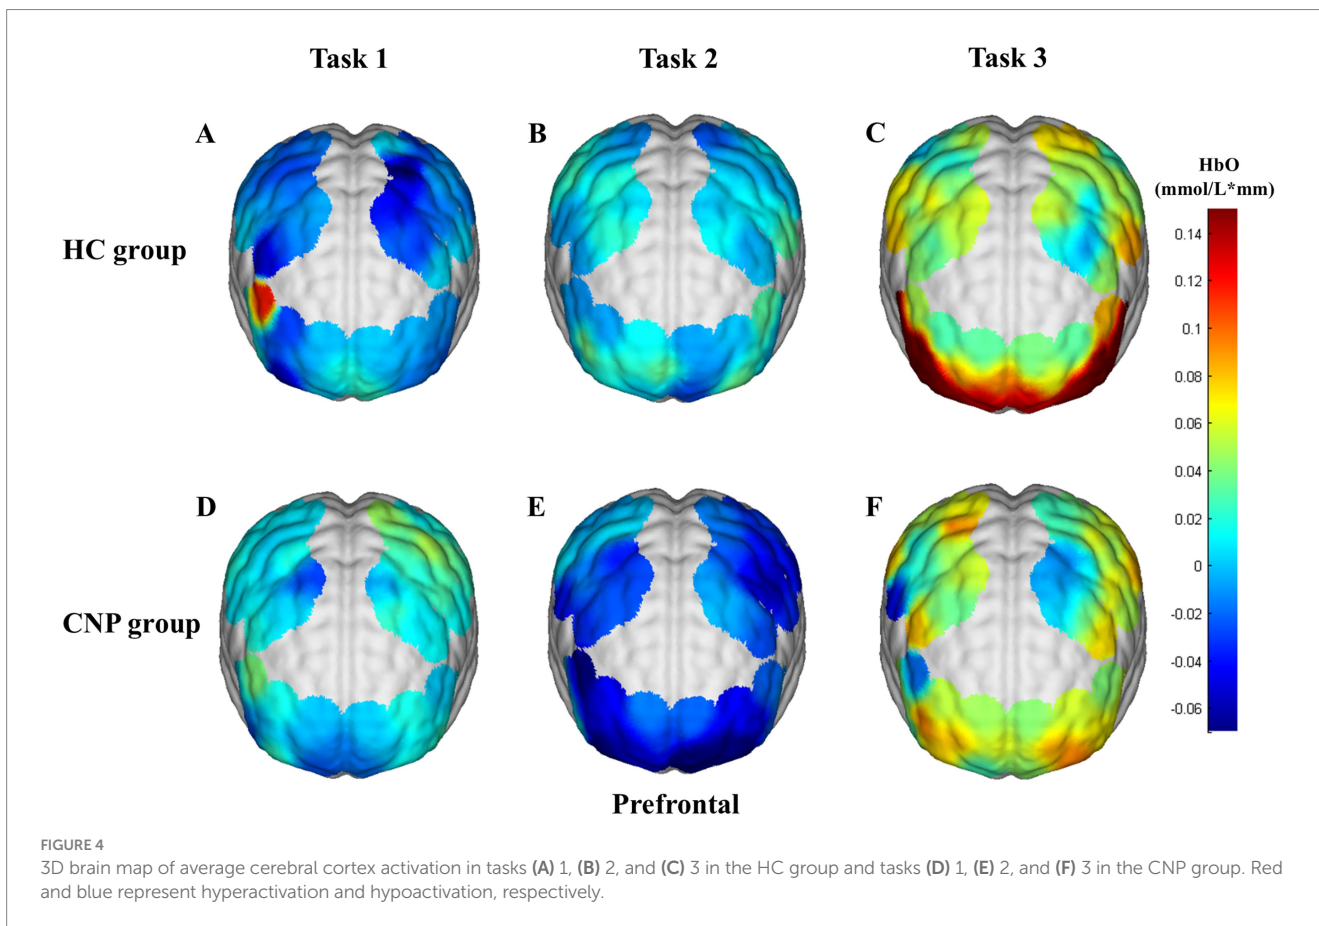 Task 1
Task 2
Task 3
A
B
C
HbO
(mmol/L*mm)
HC group
0.14
0.12
0.1
0.08
0.06
0.04
0.02
0
-0.02
-0.04
-0.06
D
E
F
CNP group
Prefrontal
FIGURE 4
3D brain map of average cerebral cortex activation in tasks (A) 1, (B) 2, and (C) 3 in the HC group and tasks (D) 1, (E) 2, and (F) 3 in the CNP group. Red
and blue represent hyperactivation and hypoactivation, respectively.